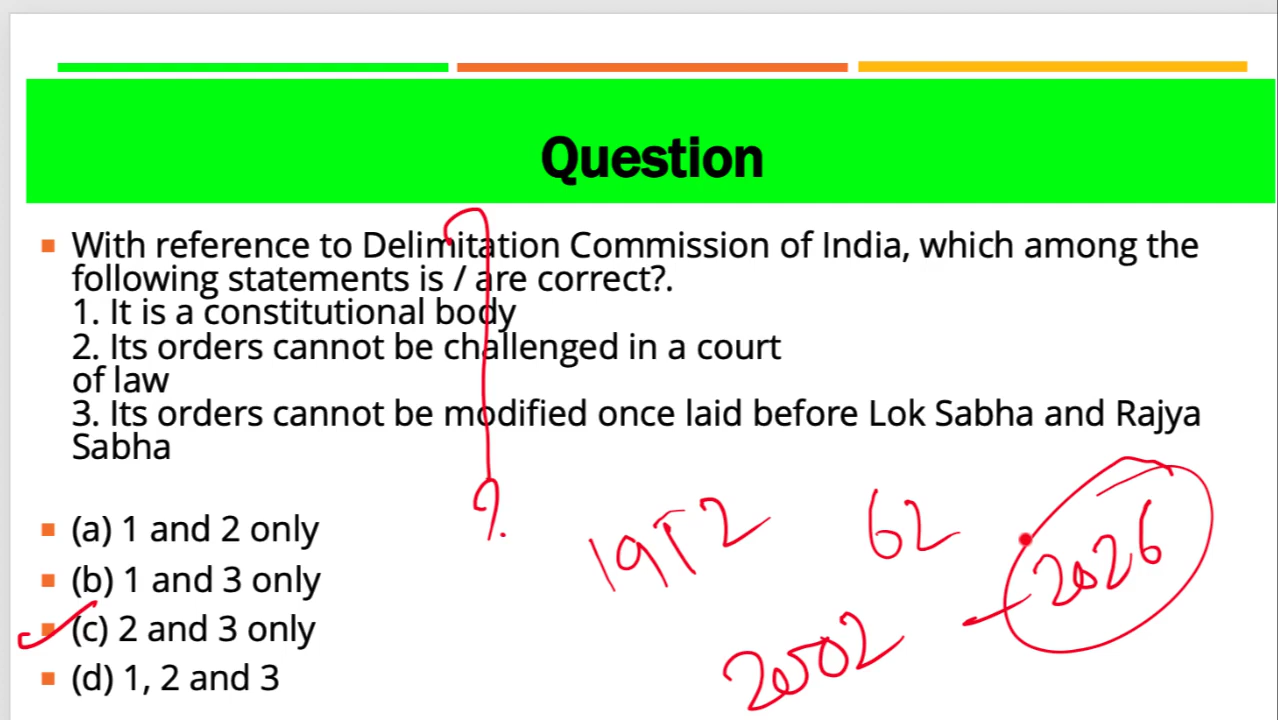 Question
With reference to Delimitation Commission of India, which among the
following statements is / are correct?.
1. It is a constitutional body
2. Its orders cannot be challenged in a court
of law
3. Its orders cannot be modified once laid before Lok Sabha and Rajya
Sabha
?.
1952
62
2026
2002
(a) 1 and 2 only
(b) 1 and 3 only
(c) 2 and 3 only
(d) 1, 2 and 3